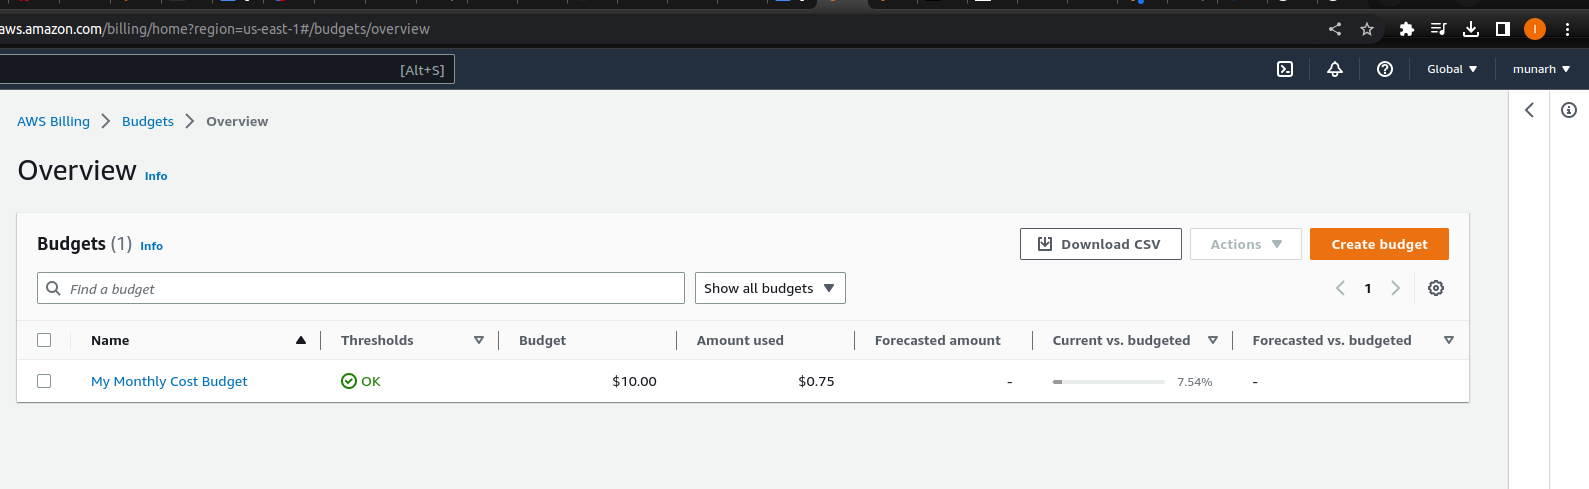 aws.amazon.com/billing/home?region=us-east-1#/budgets/overview
I
[Alt+S]
Global
munarh
AWS Billing
Budgets
Overview
Overview Info
Budgets (1) Info
Download CSV
Actions
Create budget
Find a budget
Show all budgets
1
Name Thresholds Budget Amount used Forecasted amount Current vs. budgeted Forecasted vs. budgeted
My Monthly Cost Budget OK $10.00 $0.75 - 7.54% -